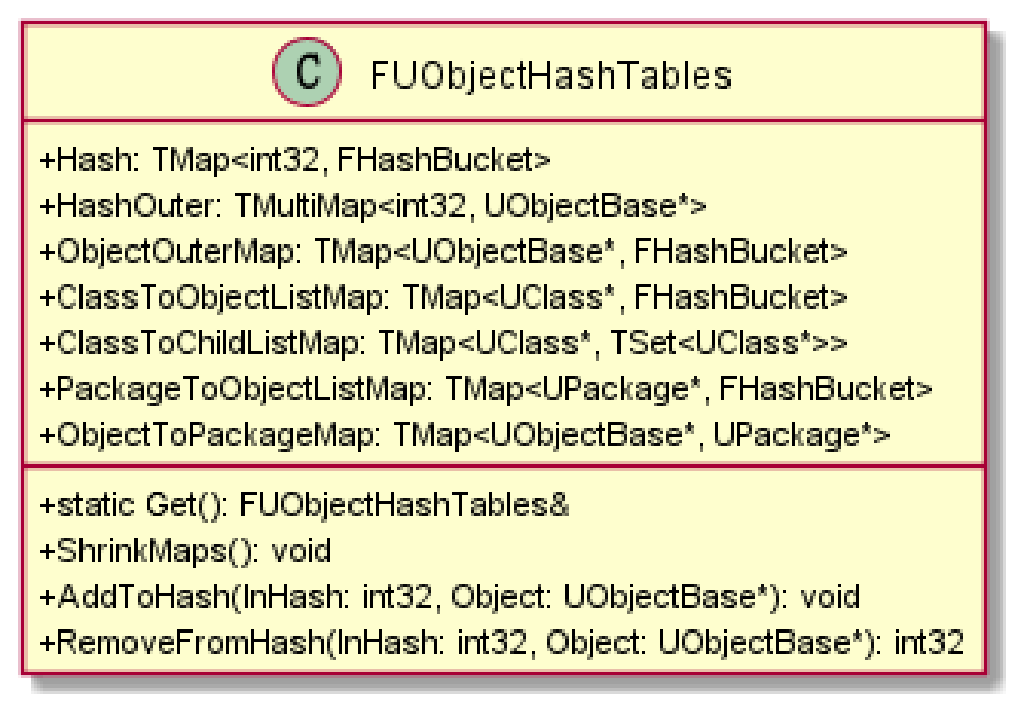 C FUObjectHashTables
+Hash: TMap<int32, FHashBucket>
+HashOuter: TMultiMap<int32, UObjectBase*>
+ObjectOuterMap: TMap<UObjectBase*, FHashBucket>
+ClassToObjectListMap: TMap<UClass*, FHashBucket>
+ClassToChildListMap: TMap<UClass*, TSet<UClass*>>
+PackageToObjectListMap: TMap<UPackage*, FHashBucket>
+ObjectToPackageMap: TMap<UObjectBase*, UPackage*>
+static Get(): FUObjectHashTables&
+ShrinkMaps(): void
+AddToHash(InHash: int32, Object: UObjectBase*): void
+RemoveFromHash(InHash: int32, Object: UObjectBase*): int32